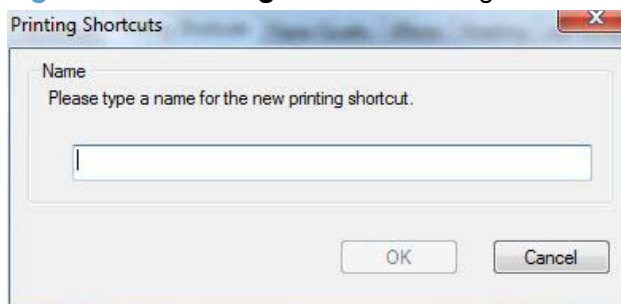 Printing Shortcuts
Name
Please type a name for the new printing shortcut.
OK
Cancel